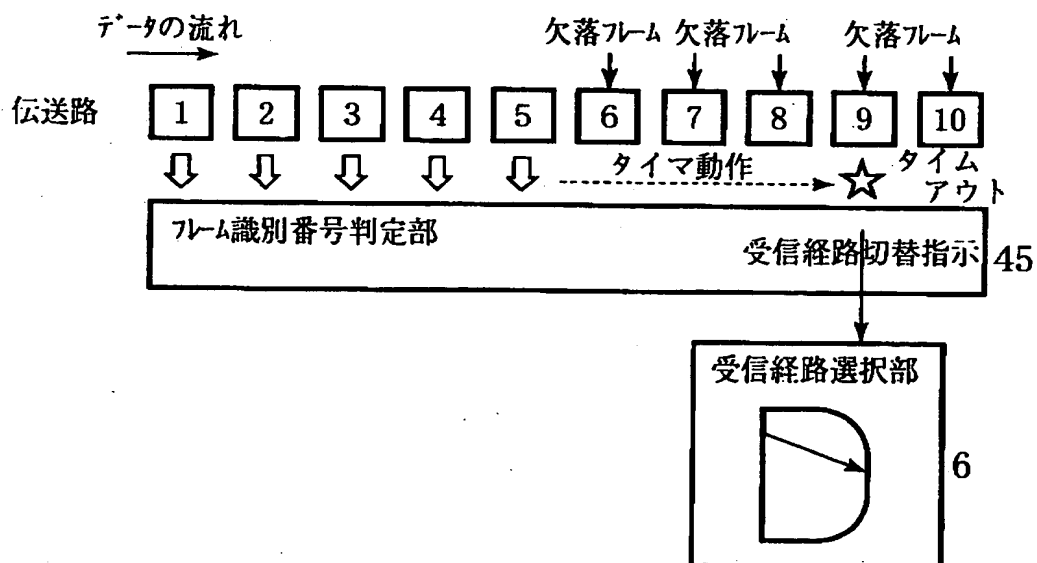 データの流れ
欠落フレーム 欠落フレーム 欠落フレーム
伝送路 1 2 3 4 5 6 7 8 9 10
タイマ動作 タイム
アウト
フレーム識別番号判定部
受信経路切替指示 45
受信経路選択部
6